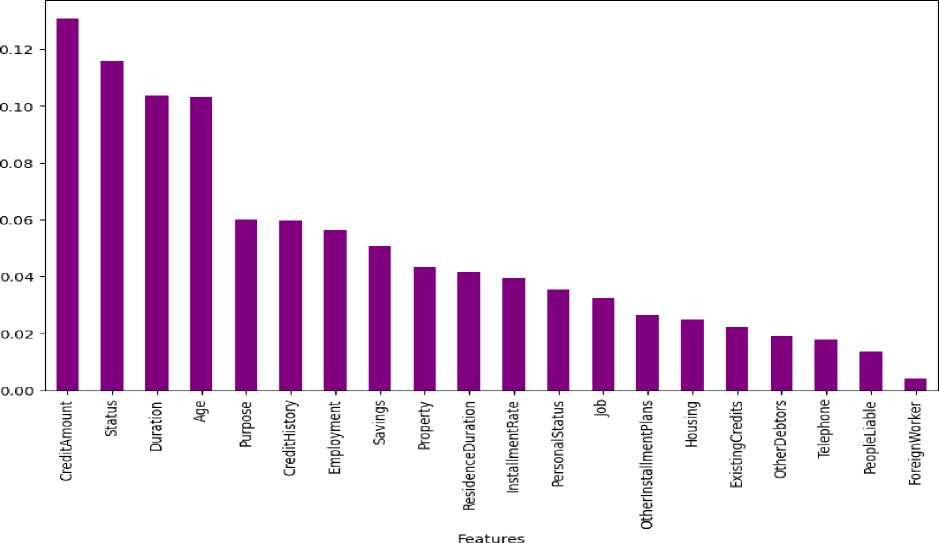 0.12
0.10
0.08
0.06
0.04
0.02
0.00
CreditAmount
Status
Duration
Age
Purpose
CreditHistory
Employment
Savings
Property
ResidenceDuration
InstallmentRate
PersonalStatus
Job
OtherInstallmentPlans
Housing
ExistingCredits
OtherDebtors
Telephone
PeopleLiable
ForeignWorker
Features